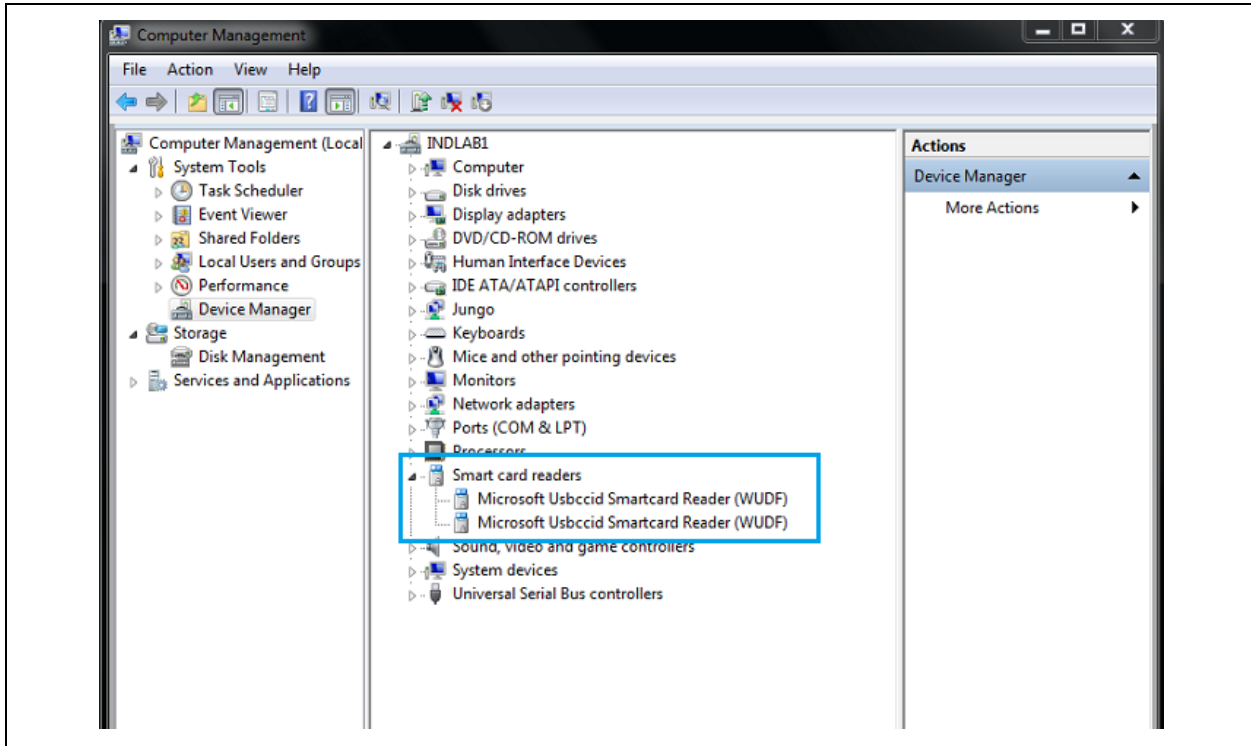 Computer Management
File Action View Help
Computer Management (Local
System Tools
Task Scheduler
Event Viewer
Shared Folders
Local Users and Groups
Performance
Device Manager
Storage
Disk Management
Services and Applications
INDLAB1
Computer
Disk drives
Display adapters
DVD/CD-ROM drives
Human Interface Devices
IDE ATA/ATAPI controllers
Jungo
Keyboards
Mice and other pointing devices
Monitors
Network adapters
Ports (COM & LPT)
Processors
Smart card readers
Microsoft Usbccid Smartcard Reader (WUDF)
Microsoft Usbccid Smartcard Reader (WUDF)
Sound, video and game controllers
System devices
Universal Serial Bus controllers
Actions
Device Manager
More Actions